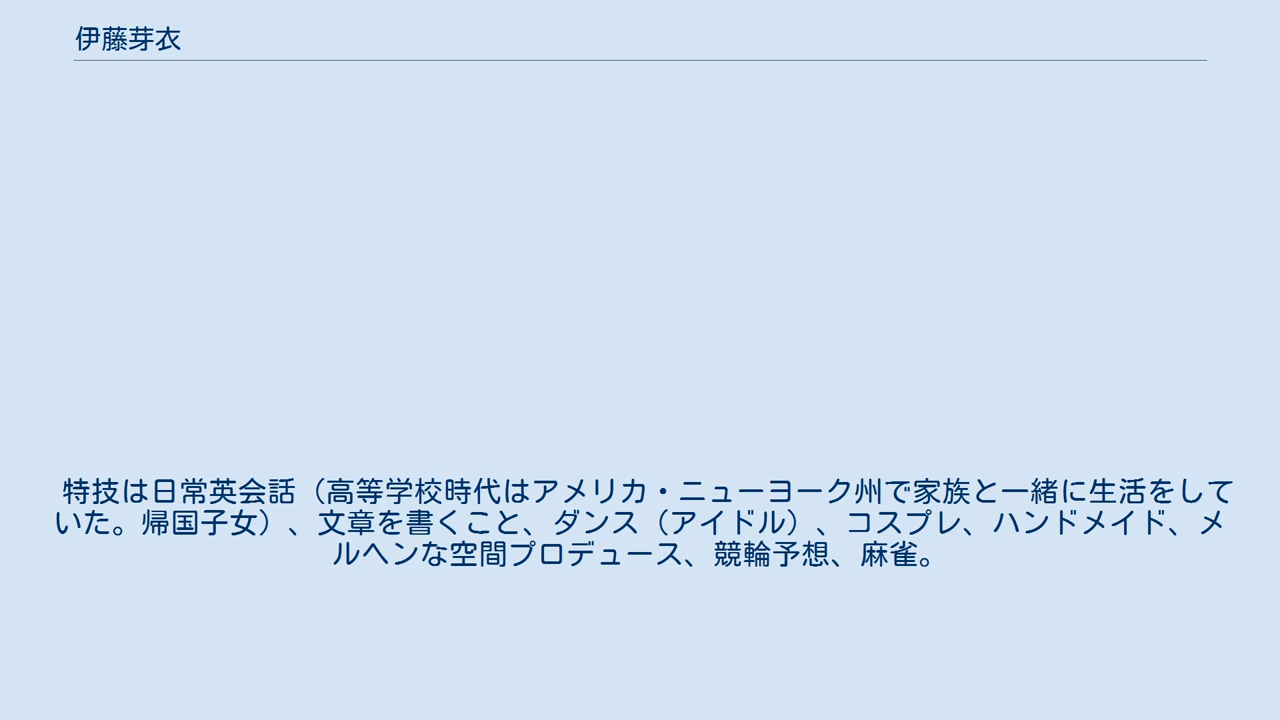 伊藤芽衣
特技は日常英会話（高等学校時代はアメリカ・ニューヨーク州で家族と一緒に生活をして
いた。帰国子女）、文章を書くこと、ダンス（アイドル）、コスプレ、ハンドメイド、メ
ルヘンな空間プロデュース、競輪予想、麻雀。